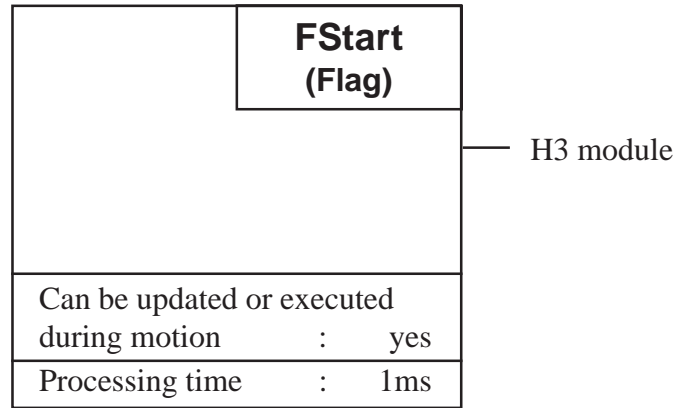 FStart
(Flag)
H3 module
Can be updated or executed
during motion : yes
Processing time : 1ms